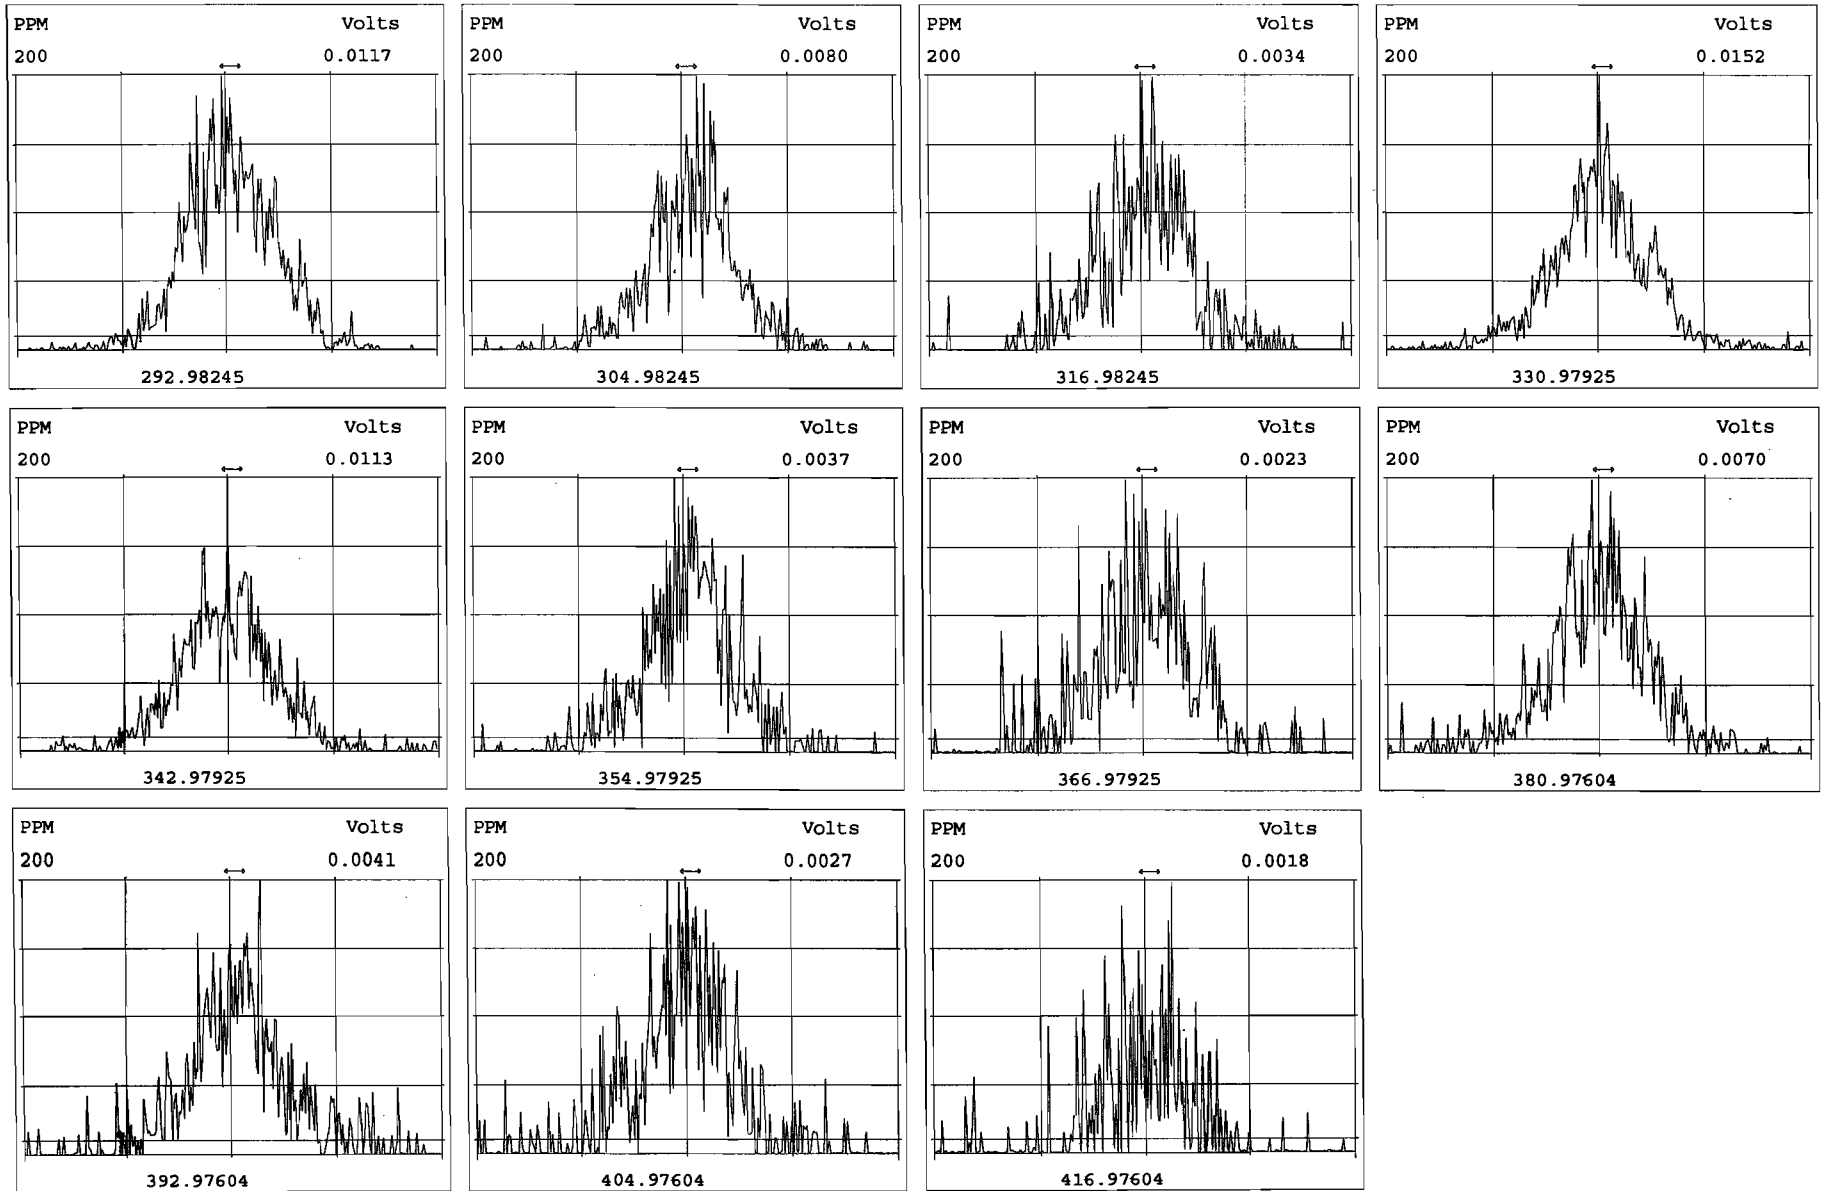 PPM Volts
200 0.0117
292.98245
PPM Volts
200 0.0080
304.98245
PPM Volts
200 0.0034
316.98245
PPM Volts
200 0.0152
330.97925
PPM Volts
200 0.0113
342.97925
PPM Volts
200 0.0037
354.97925
PPM Volts
200 0.0023
366.97925
PPM Volts
200 0.0070
380.97604
PPM Volts
200 0.0041
392.97604
PPM Volts
200 0.0027
404.97604
PPM Volts
200 0.0018
416.97604